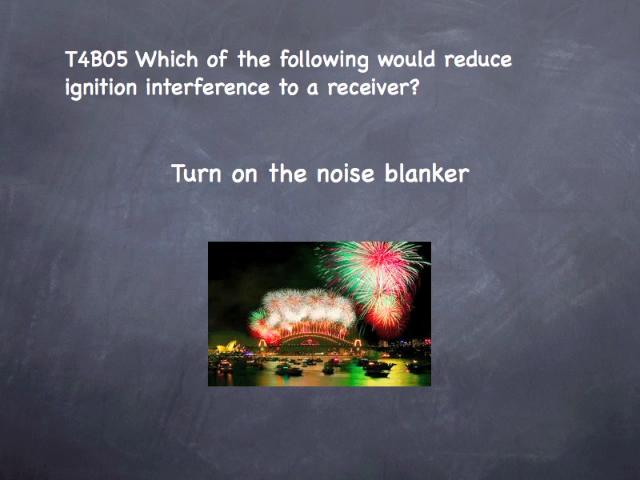 T4B05 Which of the following would reduce
ignition interference to a receiver?
Turn on the noise blanker